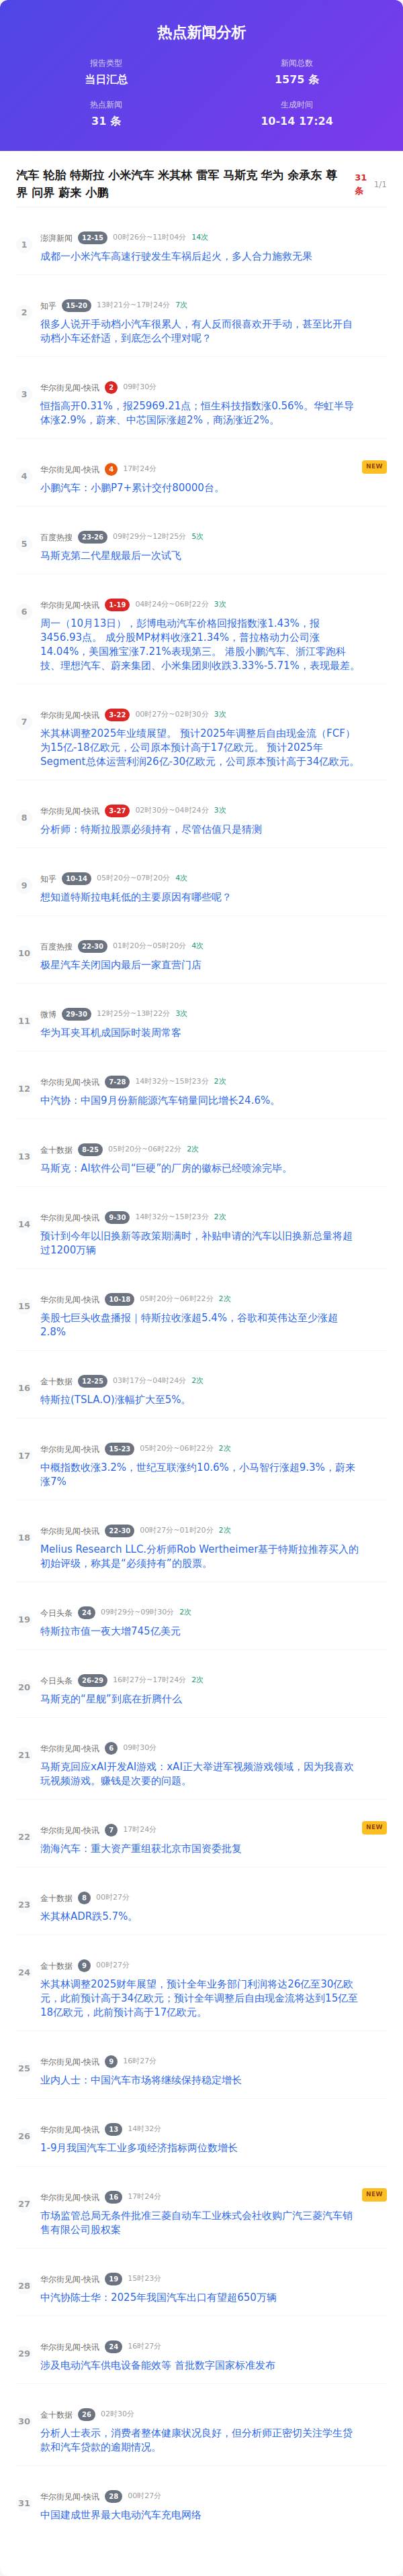 热点新闻分析
报告类型
当日汇总
新闻总数
1575 条
热点新闻
31 条
生成时间
10-14 17:24
汽车 轮胎 特斯拉 小米汽车 米其林 雷军 马斯克 华为 余承东 尊
界 问界 蔚来 小鹏
31
条
1/1
1
澎湃新闻 12-15 00时26分~11时04分 14次
成都一小米汽车高速行驶发生车祸后起火，多人合力施救无果
2
知乎 15-20 13时21分~17时24分 7次
很多人说开手动档小汽车很累人，有人反而很喜欢开手动，甚至比开自
动档小车还舒适，到底怎么个理对呢？
3
华尔街见闻-快讯 2 09时30分
恒指高开0.31%，报25969.21点；恒生科技指数涨0.56%。华虹半导
体涨2.9%，蔚来、中芯国际涨超2%，商汤涨近2%。
4
华尔街见闻-快讯 4 17时24分
NEW
小鹏汽车：小鹏P7+累计交付80000台。
5
百度热搜 23-26 09时29分~12时25分 5次
马斯克第二代星舰最后一次试飞
6
华尔街见闻-快讯 1-19 04时24分~06时22分 3次
周一（10月13日），彭博电动汽车价格回报指数涨1.43%，报
3456.93点。 成分股MP材料收涨21.34%，普拉格动力公司涨
14.04%，美国雅宝涨7.21%表现第三。 港股小鹏汽车、浙江零跑科
技、理想汽车、蔚来集团、小米集团则收跌3.33%-5.71%，表现最差。
7
华尔街见闻-快讯 3-22 00时27分~02时30分 3次
米其林调整2025年业绩展望。 预计2025年调整后自由现金流（FCF）
为15亿-18亿欧元，公司原本预计高于17亿欧元。 预计2025年
Segment总体运营利润26亿-30亿欧元，公司原本预计高于34亿欧元。
8
华尔街见闻-快讯 3-27 02时30分~04时24分 3次
分析师：特斯拉股票必须持有，尽管估值只是猜测
9
知乎 10-14 05时20分~07时20分 4次
想知道特斯拉电耗低的主要原因有哪些呢？
10
百度热搜 22-30 01时20分~05时20分 4次
极星汽车关闭国内最后一家直营门店
11
微博 29-30 12时25分~13时22分 3次
华为耳夹耳机成国际时装周常客
12
华尔街见闻-快讯 7-28 14时32分~15时23分 2次
中汽协：中国9月份新能源汽车销量同比增长24.6%。
13
金十数据 8-25 05时20分~06时22分 2次
马斯克：AI软件公司“巨硬”的厂房的徽标已经喷涂完毕。
14
华尔街见闻-快讯 9-30 14时32分~15时23分 2次
预计到今年以旧换新等政策期满时，补贴申请的汽车以旧换新总量将超
过1200万辆
15
华尔街见闻-快讯 10-18 05时20分~06时22分 2次
美股七巨头收盘播报｜特斯拉收涨超5.4%，谷歌和英伟达至少涨超
2.8%
16
金十数据 12-25 03时17分~04时24分 2次
特斯拉(TSLA.O)涨幅扩大至5%。
17
华尔街见闻-快讯 15-23 05时20分~06时22分 2次
中概指数收涨3.2%，世纪互联涨约10.6%，小马智行涨超9.3%，蔚来
涨7%
18
华尔街见闻-快讯 22-30 00时27分~01时20分 2次
Melius Research LLC.分析师Rob Wertheimer基于特斯拉推荐买入的
初始评级，称其是“必须持有”的股票。
19
今日头条 24 09时29分~09时30分 2次
特斯拉市值一夜大增745亿美元
20
今日头条 26-29 16时27分~17时24分 2次
马斯克的“星舰”到底在折腾什么
21
华尔街见闻-快讯 6 09时30分
马斯克回应xAI开发AI游戏：xAI正大举进军视频游戏领域，因为我喜欢
玩视频游戏。赚钱是次要的问题。
22
华尔街见闻-快讯 7 17时24分
NEW
渤海汽车：重大资产重组获北京市国资委批复
23
金十数据 8 00时27分
米其林ADR跌5.7%。
24
金十数据 9 00时27分
米其林调整2025财年展望，预计全年业务部门利润将达26亿至30亿欧
元，此前预计高于34亿欧元；预计全年调整后自由现金流将达到15亿至
18亿欧元，此前预计高于17亿欧元。
25
华尔街见闻-快讯 9 16时27分
业内人士：中国汽车市场将继续保持稳定增长
26
华尔街见闻-快讯 13 14时32分
1-9月我国汽车工业多项经济指标两位数增长
27
华尔街见闻-快讯 16 17时24分
NEW
市场监管总局无条件批准三菱自动车工业株式会社收购广汽三菱汽车销
售有限公司股权案
28
华尔街见闻-快讯 19 15时23分
中汽协陈士华：2025年我国汽车出口有望超650万辆
29
华尔街见闻-快讯 24 16时27分
涉及电动汽车供电设备能效等 首批数字国家标准发布
30
金十数据 26 02时30分
分析人士表示，消费者整体健康状况良好，但分析师正密切关注学生贷
款和汽车贷款的逾期情况。
31
华尔街见闻-快讯 28 00时27分
中国建成世界最大电动汽车充电网络